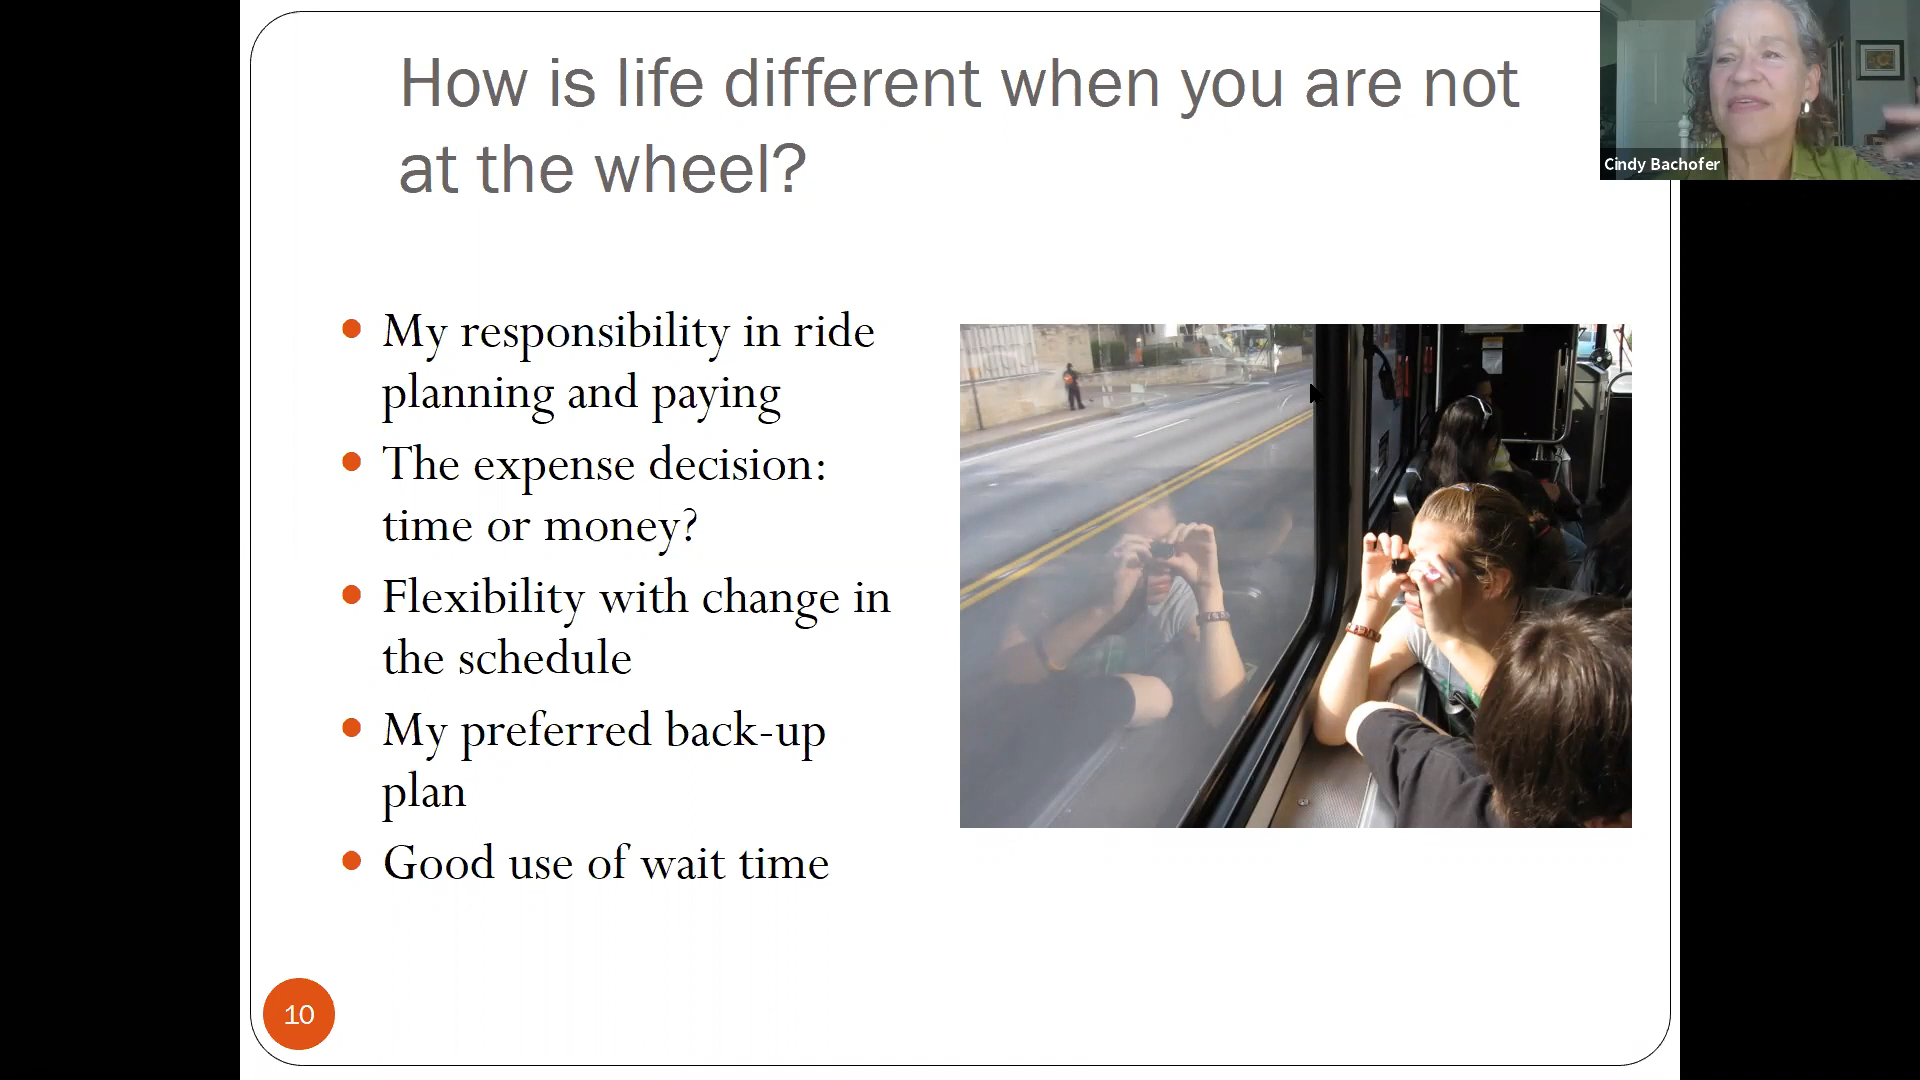 How is life different when you are not
at the wheel?
Cindy Bachofer
• My responsibility in ride
planning and paying
• The expense decision:
time or money?
• Flexibility with change in
the schedule
• My preferred back-up
plan
• Good use of wait time
10